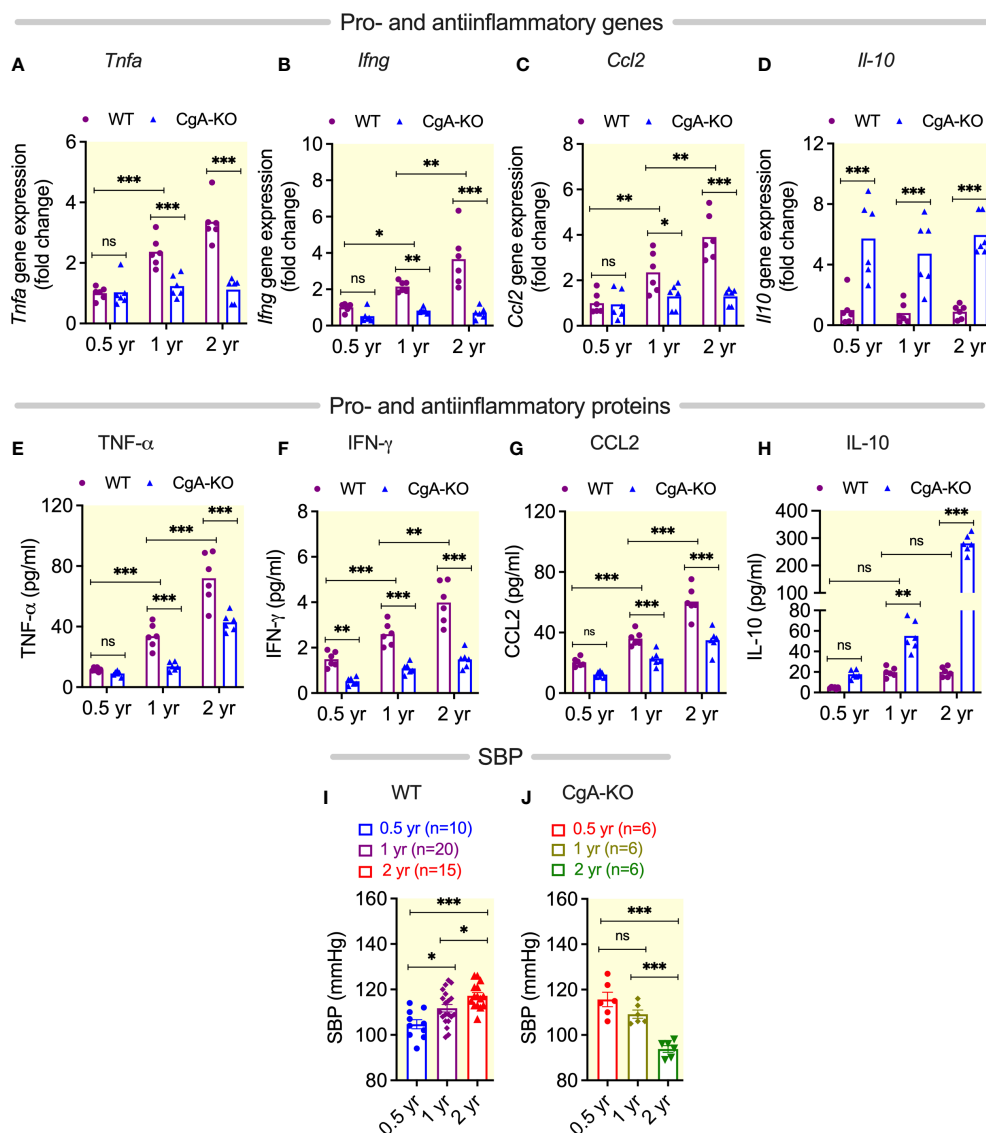 Pro- and antiinflammatory genes
A Tnfa
B Ifng
C Ccl2
D Il-10
WT CgA-KO
WT CgA-KO
WT CgA-KO
WT CgA-KO
Tnfa gene expression
(fold change)
6
4
2
0
ns
***
***
***
0.5 yr 1 yr 2 yr
Ifng gene expression
(fold change)
10
8
6
4
2
0
ns
*
**
**
***
0.5 yr 1 yr 2 yr
Ccl2 gene expression
(fold change)
8
6
4
2
0
ns
**
*
**
***
0.5 yr 1 yr 2 yr
Il10 gene expression
(fold change)
12
8
4
0
***
***
***
0.5 yr 1 yr 2 yr
Pro- and antiinflammatory proteins
E TNF-α
F IFN-γ
G CCL2
H IL-10
WT CgA-KO
WT CgA-KO
WT CgA-KO
WT CgA-KO
TNF-α (pg/ml)
120
80
40
0
ns
***
***
***
***
0.5 yr 1 yr 2 yr
IFN-γ (pg/ml)
8
6
4
2
0
**
***
***
**
***
0.5 yr 1 yr 2 yr
CCL2 (pg/ml)
120
80
40
0
ns
***
***
***
***
0.5 yr 1 yr 2 yr
IL-10 (pg/ml)
400
300
200
100
80
60
40
20
0
ns
ns
**
ns
***
0.5 yr 1 yr 2 yr
SBP
I WT
J CgA-KO
0.5 yr (n=10)
1 yr (n=20)
2 yr (n=15)
0.5 yr (n=6)
1 yr (n=6)
2 yr (n=6)
SBP (mmHg)
160
140
120
100
80
***
*
*
0.5 yr 1 yr 2 yr
SBP (mmHg)
160
140
120
100
80
***
ns
***
0.5 yr 1 yr 2 yr